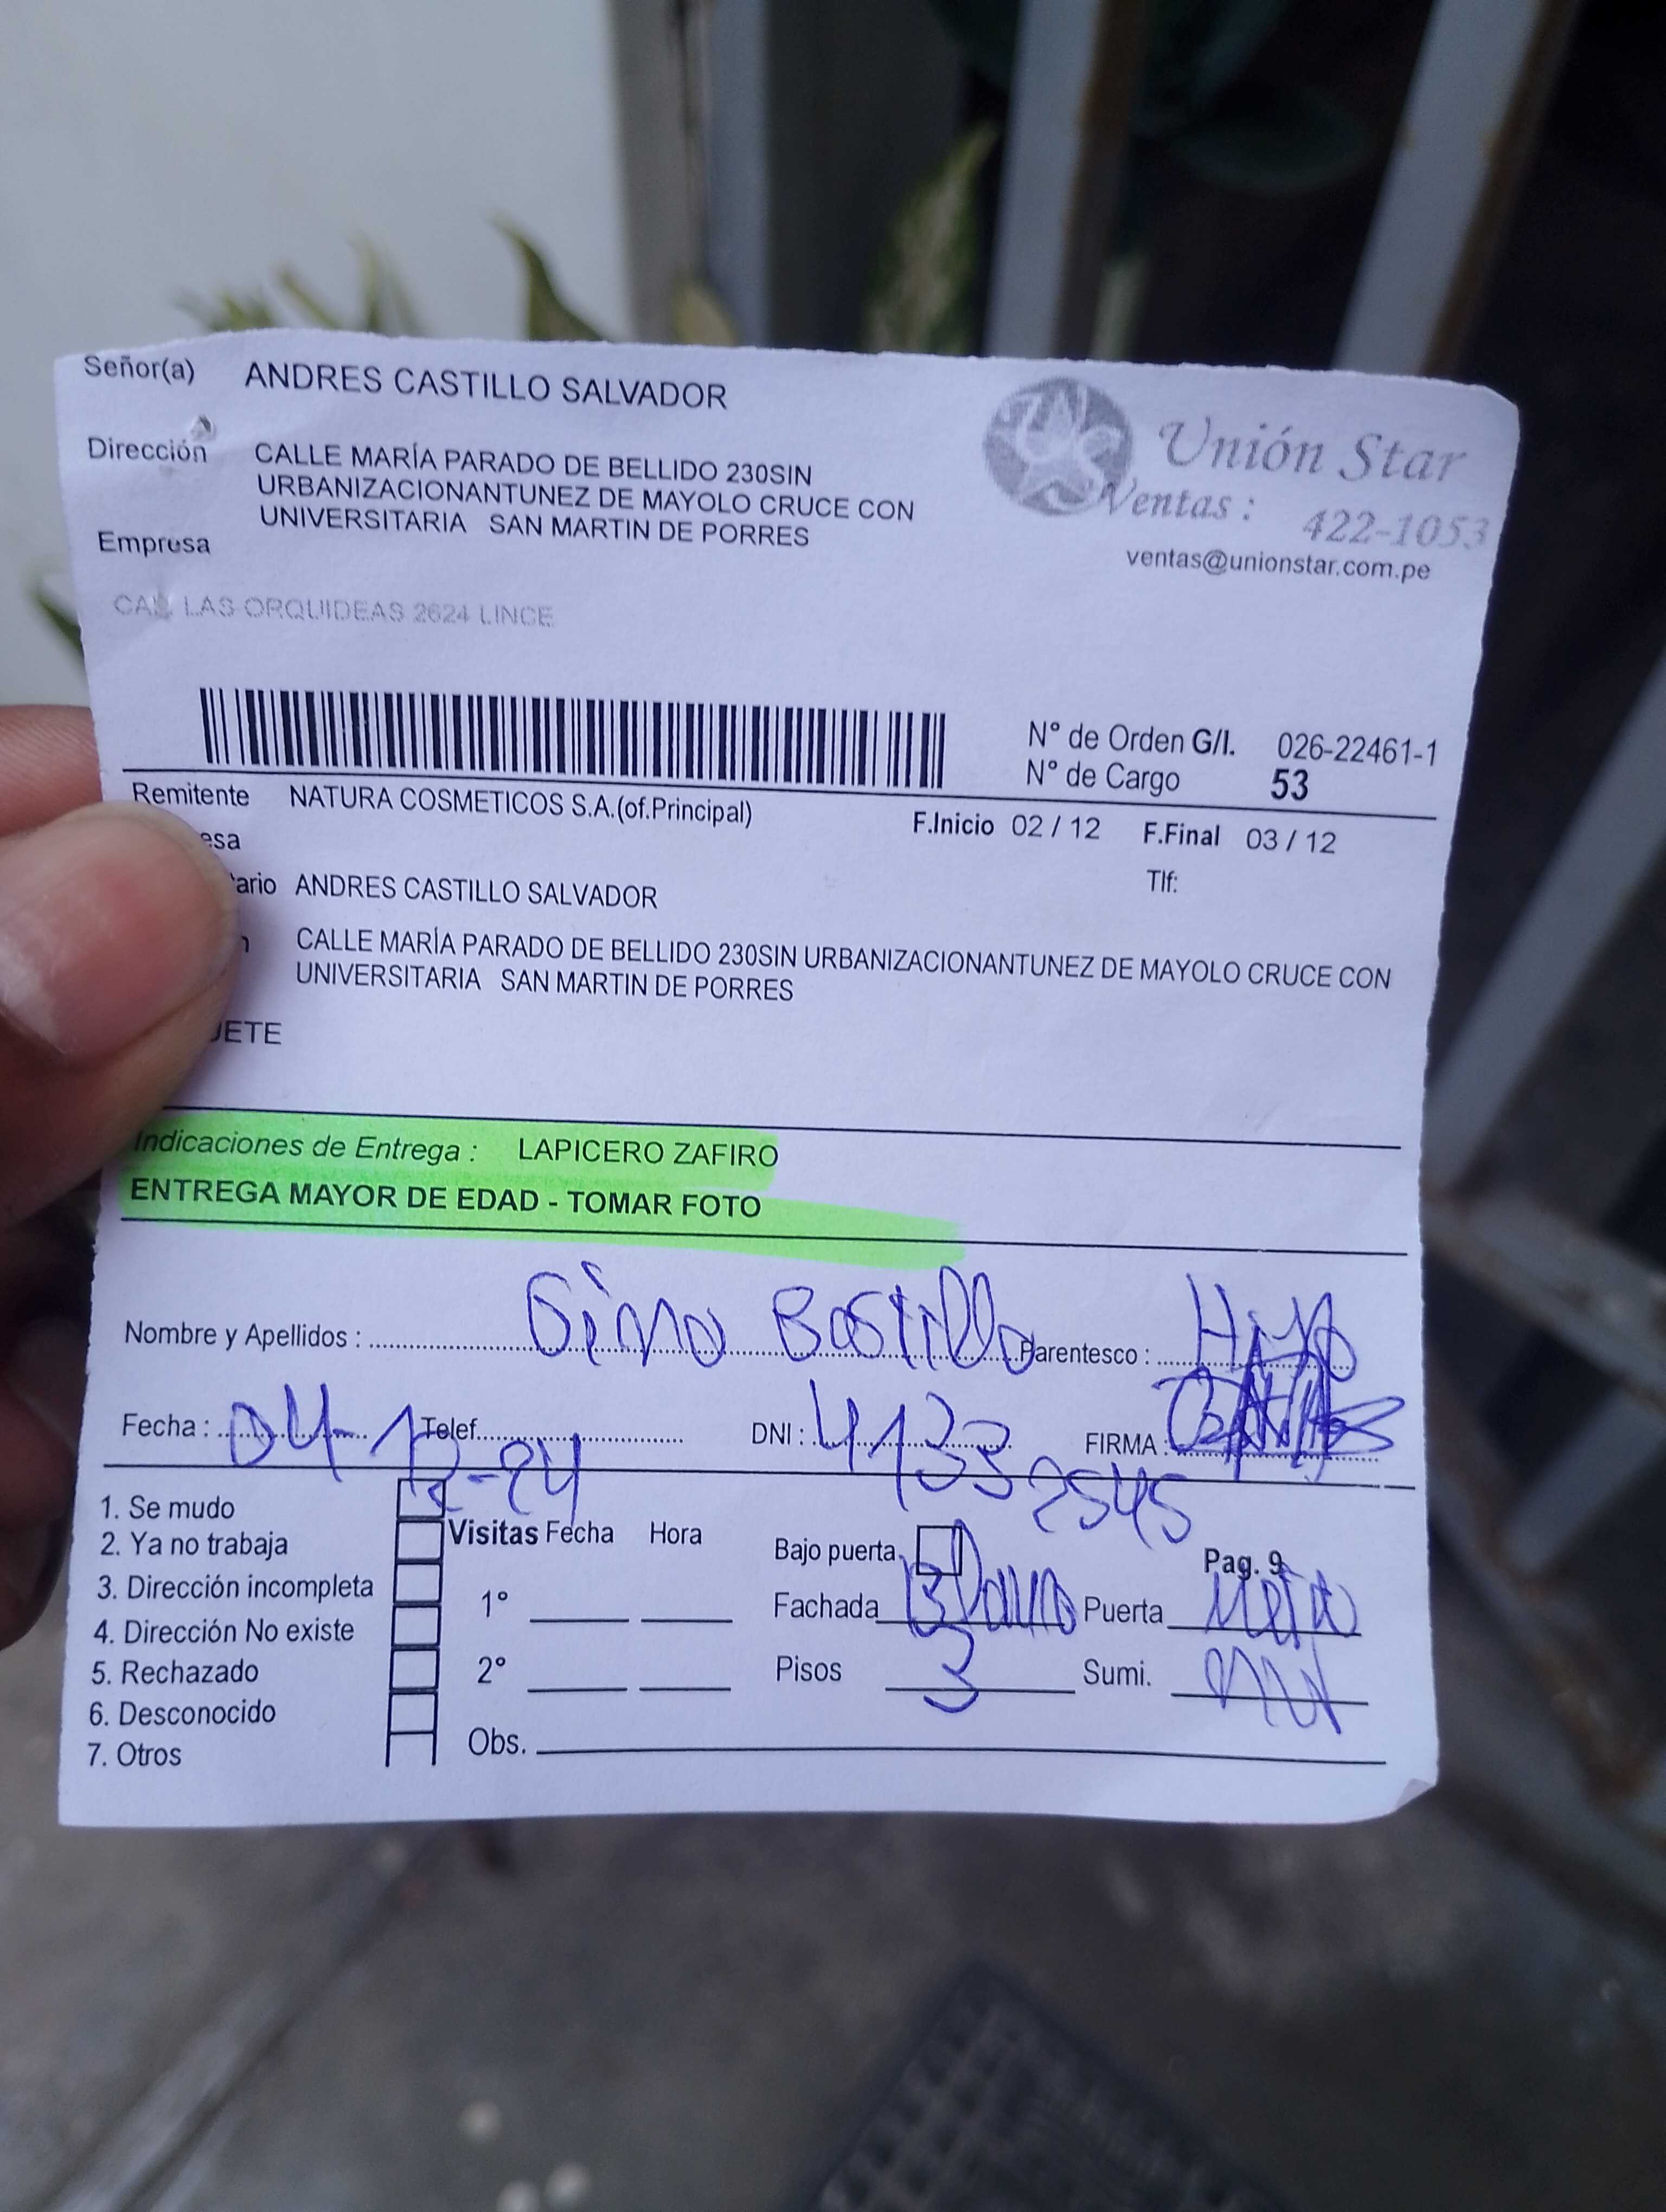 Señor(a) ANDRES CASTILLO SALVADOR
Dirección CALLE MARÍA PARADO DE BELLIDO 230SIN
URBANIZACIONANTUNEZ DE MAYOLO CRUCE CON
UNIVERSITARIA SAN MARTIN DE PORRES
Empresa
Unión Star
Ventas : 422-1053
ventas@unionstar.com.pe
CAL LAS ORQUIDEAS 2624 LINCE
N° de Orden G/I. 026-22461-1
N° de Cargo 53
Remitente NATURA COSMETICOS S.A.(of.Principal) F.Inicio 02 / 12 F.Final 03 / 12
esa
tario ANDRES CASTILLO SALVADOR Tlf:
n CALLE MARÍA PARADO DE BELLIDO 230SIN URBANIZACIONANTUNEZ DE MAYOLO CRUCE CON
UNIVERSITARIA SAN MARTIN DE PORRES
UETE
Indicaciones de Entrega : LAPICERO ZAFIRO
ENTREGA MAYOR DE EDAD - TOMAR FOTO
Nombre y Apellidos : Parentesco :
Fecha : 04-12-24 Telef. DNI : 41332545 FIRMA :
1. Se mudo
2. Ya no trabaja
3. Dirección incompleta
4. Dirección No existe
5. Rechazado
6. Desconocido
7. Otros
Visitas Fecha Hora
1°
2°
Obs.
Bajo puerta Pag. 9
Fachada Puerta
Pisos 3 Sumi.